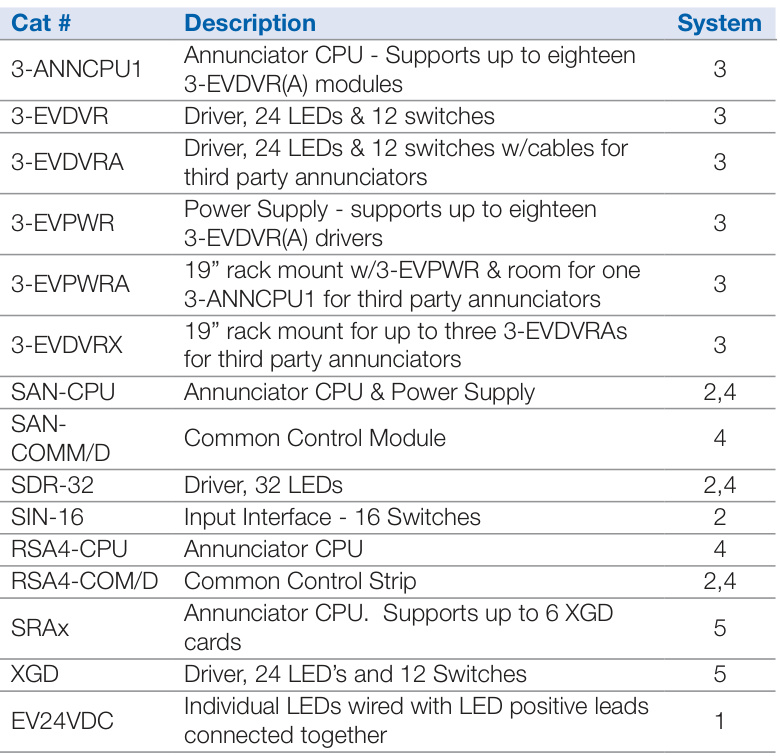 Cat # Description System
Annunciator CPU - Supports up to eighteen
3-ANNCPU1 3
3-EVDVR(A) modules
3-EVDVR Driver, 24 LEDs & 12 switches 3
Driver, 24 LEDs & 12 switches w/cables for
3-EVDVRA 3
third party annunciators
Power Supply - supports up to eighteen
3-EVPWR 3
3-EVDVR(A) drivers
19” rack mount w/3-EVPWR & room for one
3-EVPWRA 3
3-ANNCPU1 for third party annunciators
19” rack mount for up to three 3-EVDVRAs
3-EVDVRX 3
for third party annunciators
SAN-CPU Annunciator CPU & Power Supply 2,4
SAN-
Common Control Module 4
COMM/D
SDR-32 Driver, 32 LEDs 2,4
SIN-16 Input Interface - 16 Switches 2
RSA4-CPU Annunciator CPU 4
RSA4-COM/D Common Control Strip 2,4
Annunciator CPU.  Supports up to 6 XGD
SRAx 5
cards
XGD Driver, 24 LED’s and 12 Switches 5
Individual LEDs wired with LED positive leads
EV24VDC 1
connected together